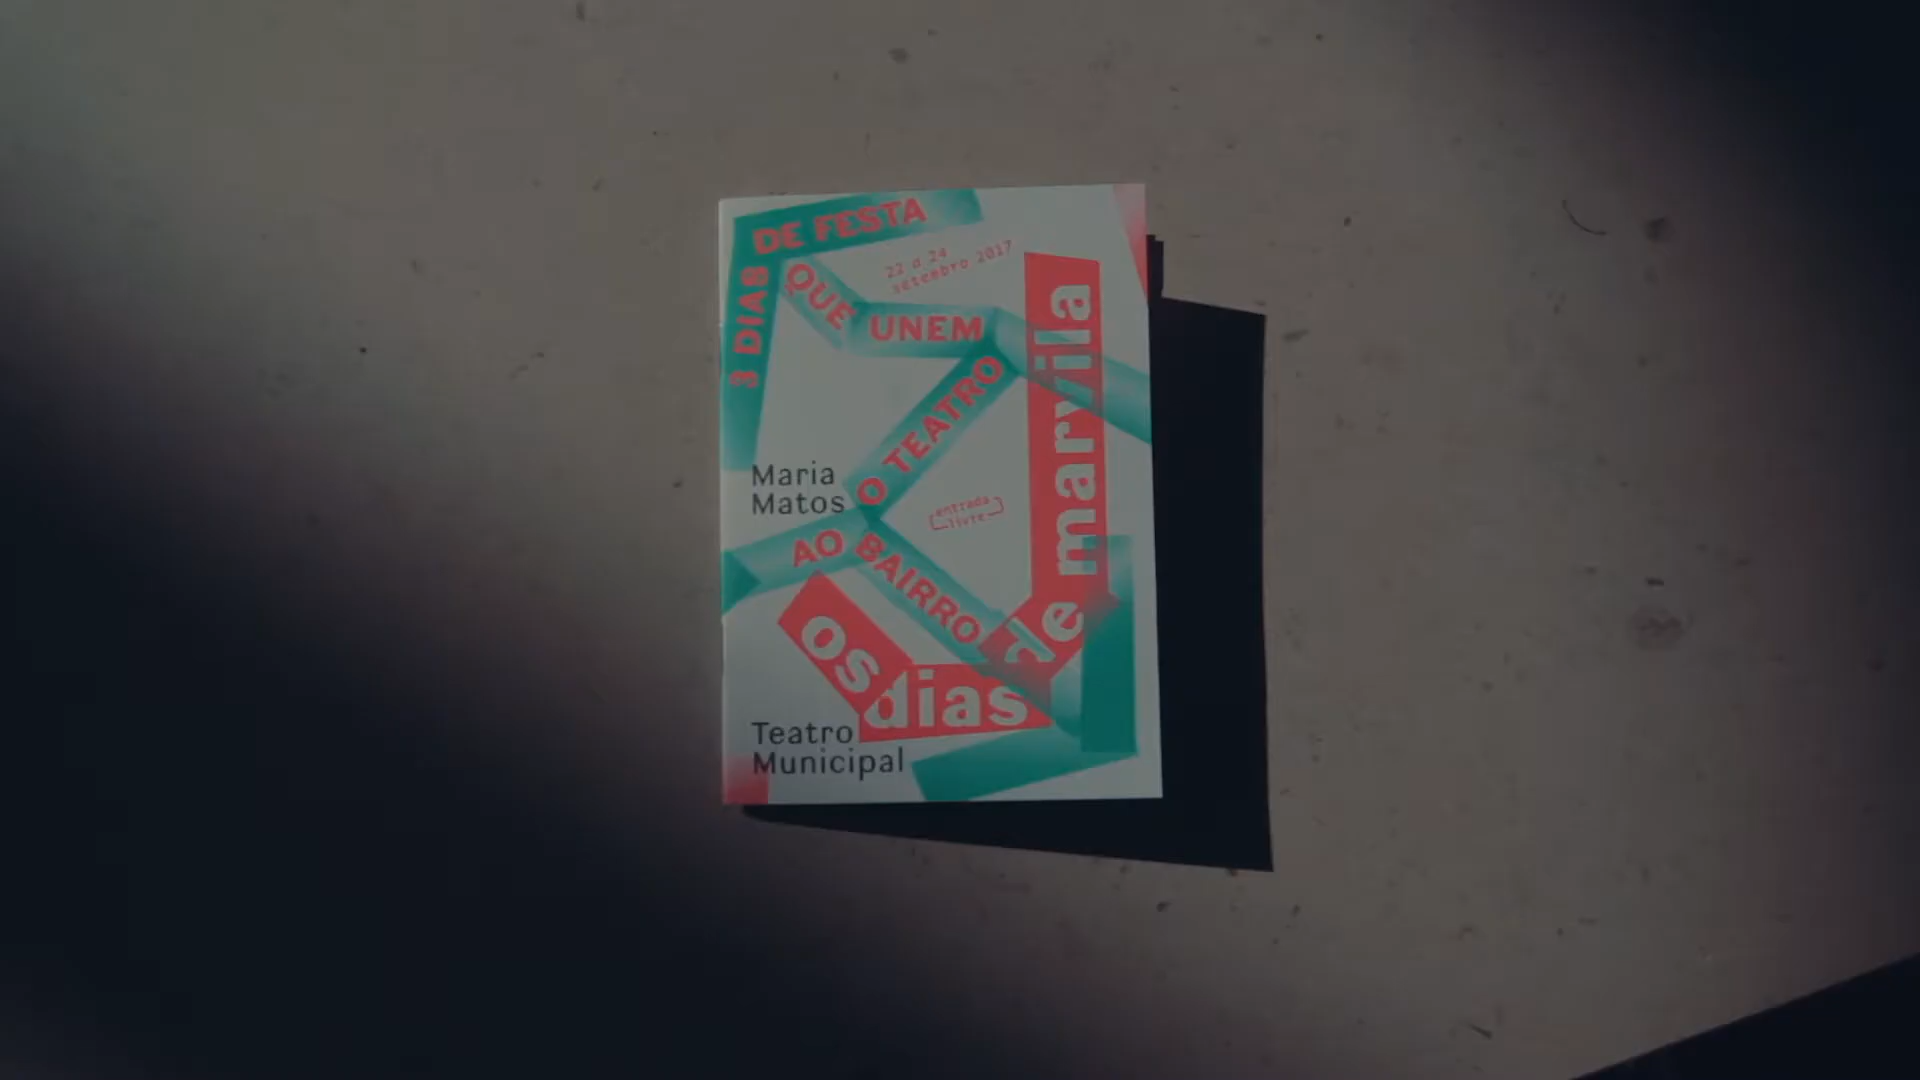 3 DIAS DE FESTA
22 a 24
setembro 2017
QUE UNEM
O TEATRO
Maria
Matos
entrada
livre
AO BAIRRO
os dias de marvila
Teatro
Municipal